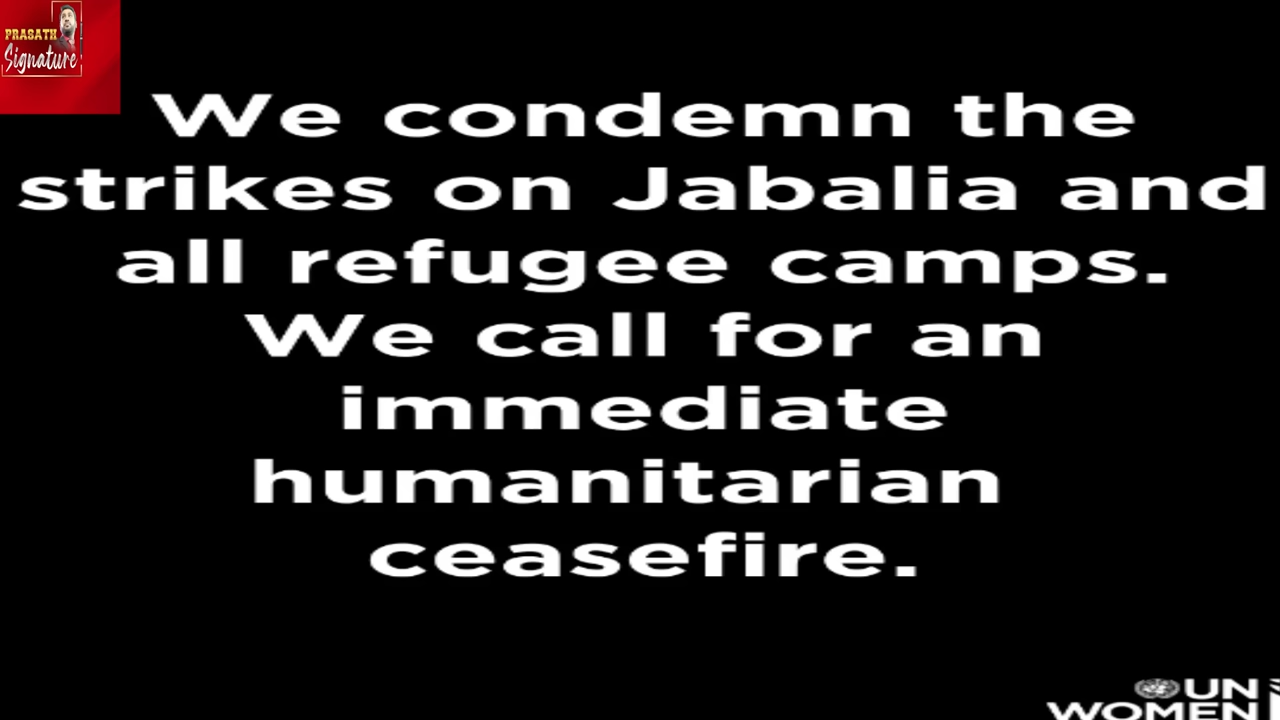 PRASATH
Signature
We condemn the
strikes on Jabalia and
all refugee camps.
We call for an
immediate
humanitarian
ceasefire.
UN
WOMEN